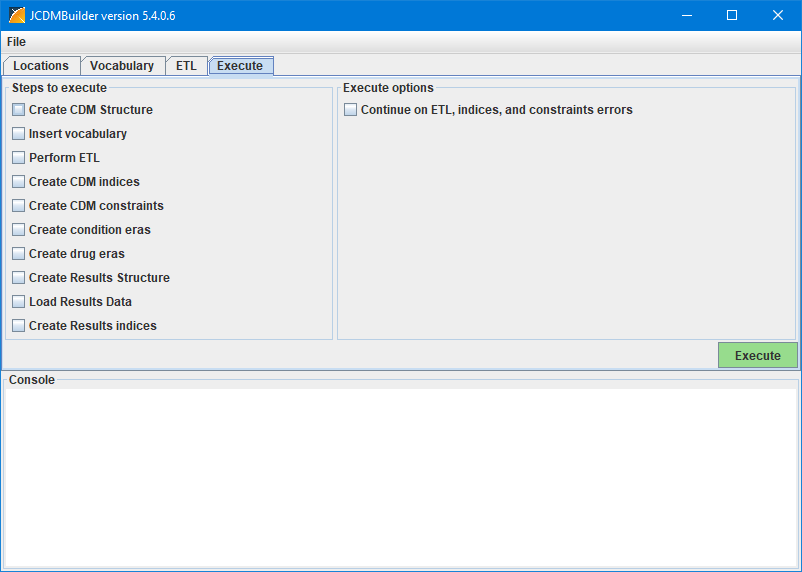 JCDMBuilder version 5.4.0.6
File
Locations Vocabulary ETL Execute
Steps to execute
Create CDM Structure
Insert vocabulary
Perform ETL
Create CDM indices
Create CDM constraints
Create condition eras
Create drug eras
Create Results Structure
Load Results Data
Create Results indices
Execute options
Continue on ETL, indices, and constraints errors
Execute
Console